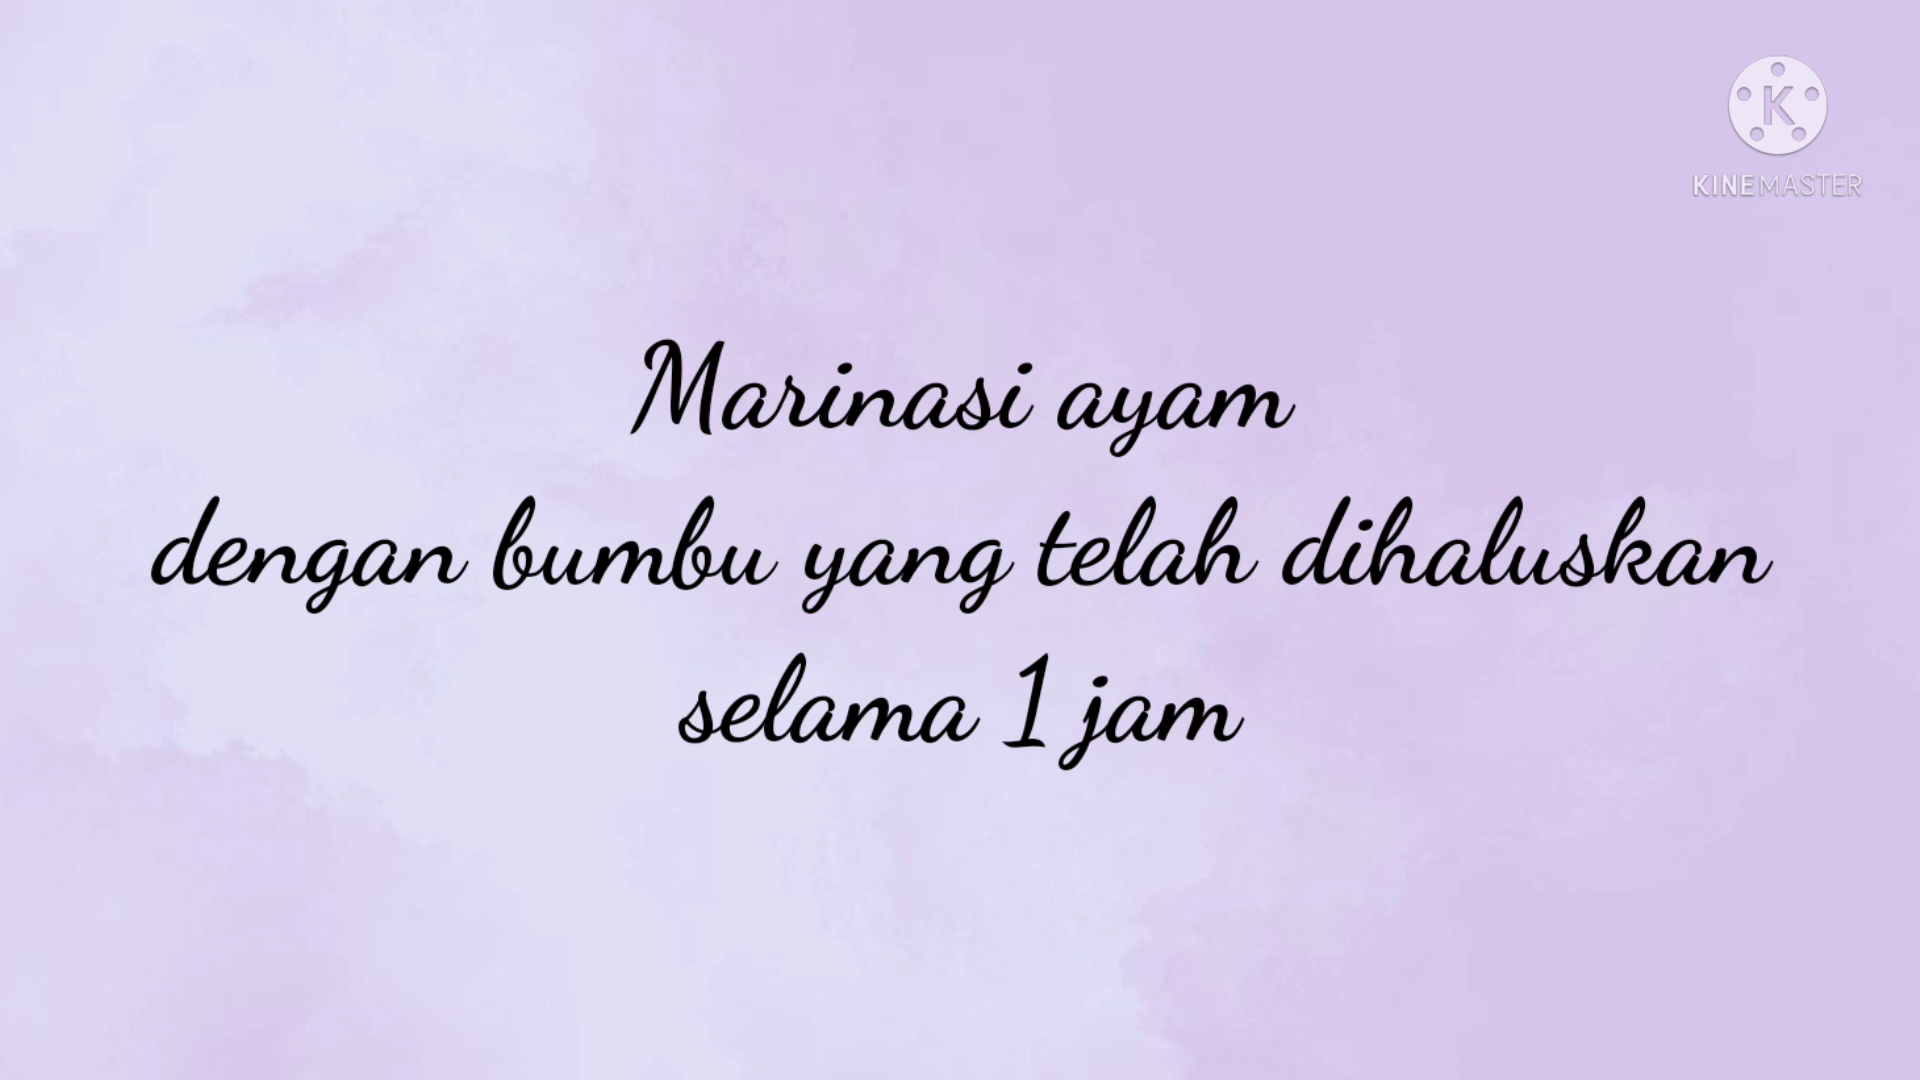 K
KINEMASTER
Marinasi ayam
dengan bumbu yang telah dihaluskan
selama 1 jam